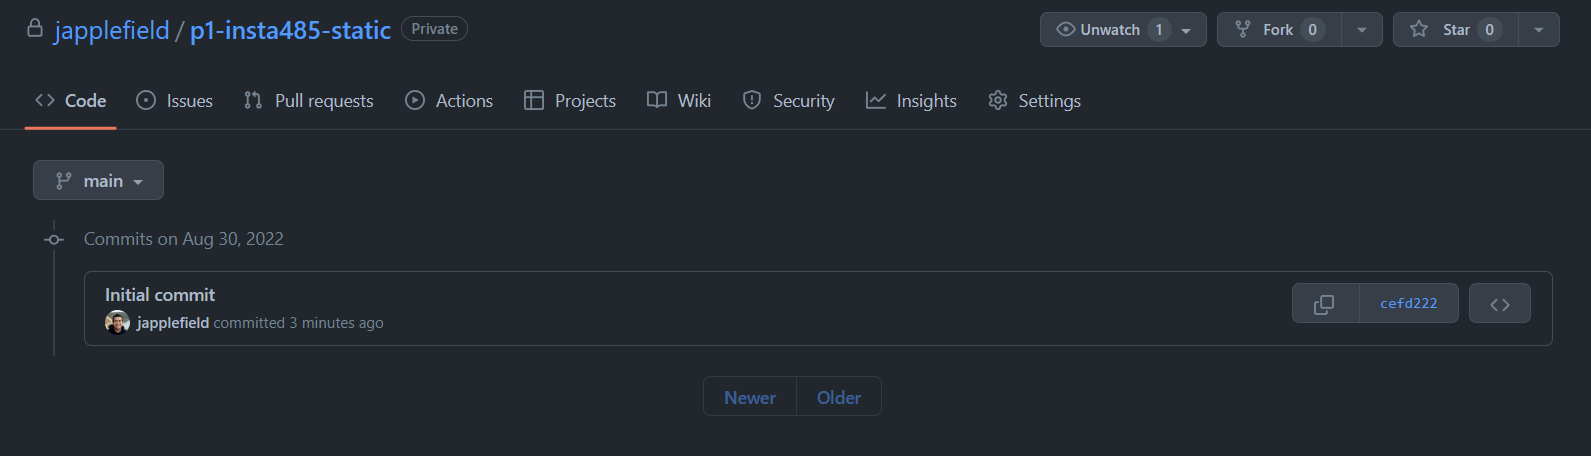 japplefield / p1-insta485-static Private Unwatch 1 Fork 0 Star 0
Code Issues Pull requests Actions Projects Wiki Insights Security Settings
main
Commits on Aug 30, 2022
Initial commit
japplefield committed 3 minutes ago
cefd222
Newer Older